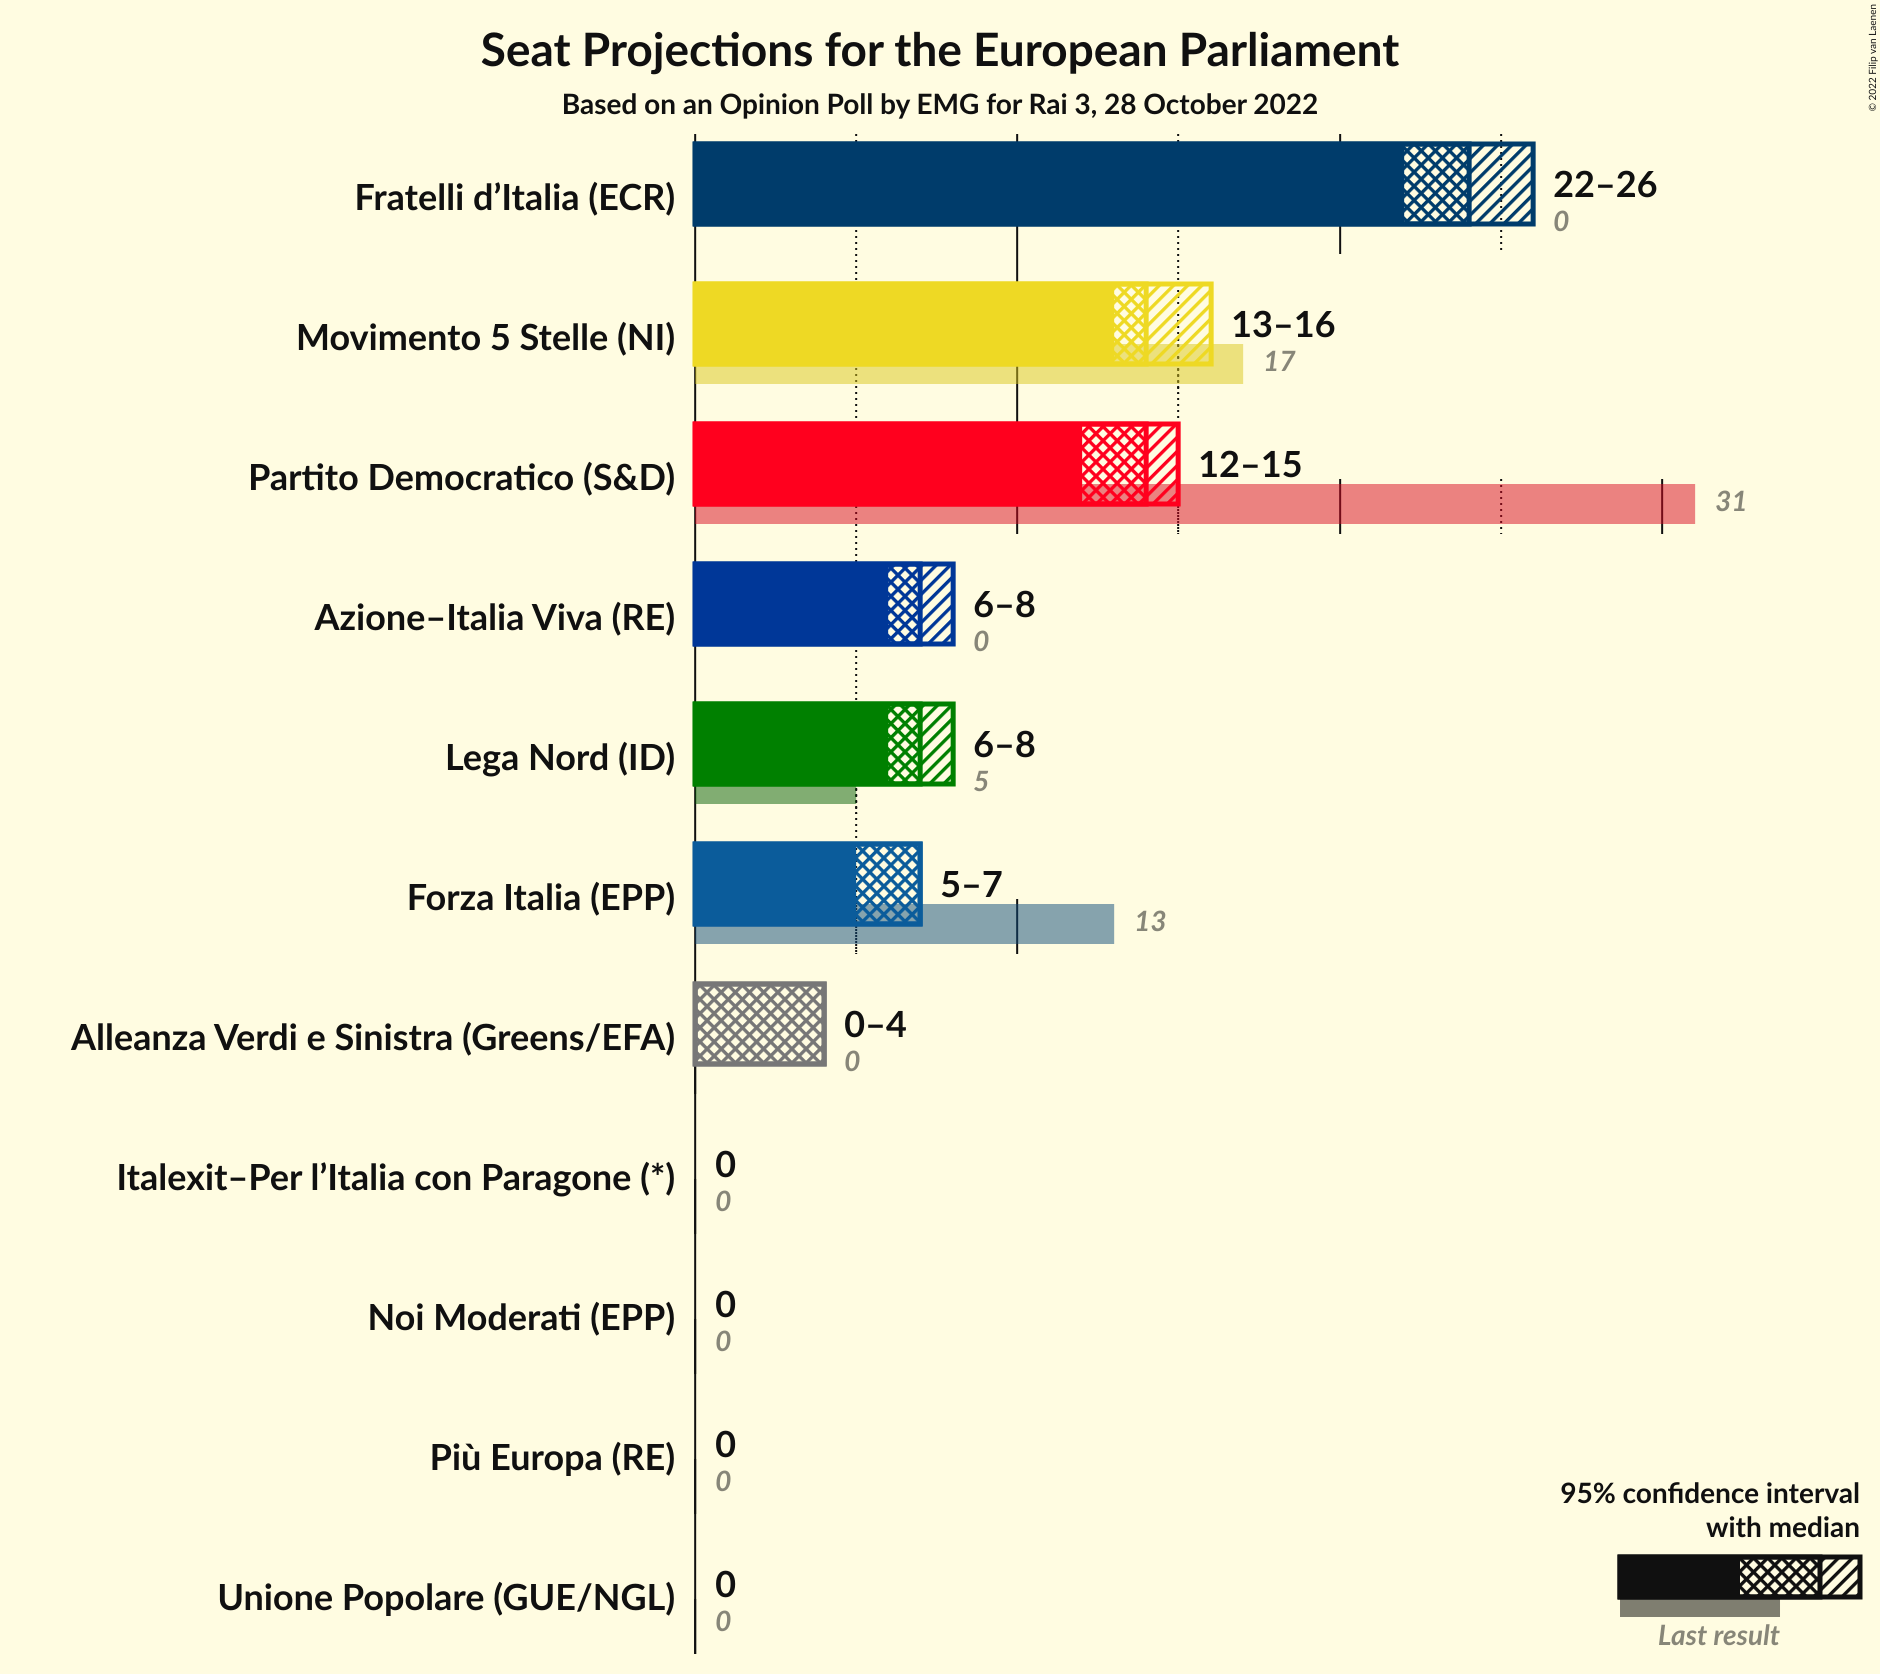 Seat Projections for the European Parliament
Based on an Opinion Poll by EMG for Rai 3, 28 October 2022
© 2022 Filip van Laenen
Fratelli d’Italia (ECR)
22–26
0
Movimento 5 Stelle (NI)
13–16
17
Partito Democratico (S&D)
12–15
31
Azione–Italia Viva (RE)
6–8
0
Lega Nord (ID)
6–8
5
Forza Italia (EPP)
5–7
13
Alleanza Verdi e Sinistra (Greens/EFA)
0–4
0
Italexit–Per l’Italia con Paragone (*)
0
0
Noi Moderati (EPP)
0
0
Più Europa (RE)
0
0
Unione Popolare (GUE/NGL)
0
0
95% confidence interval
with median
Last result